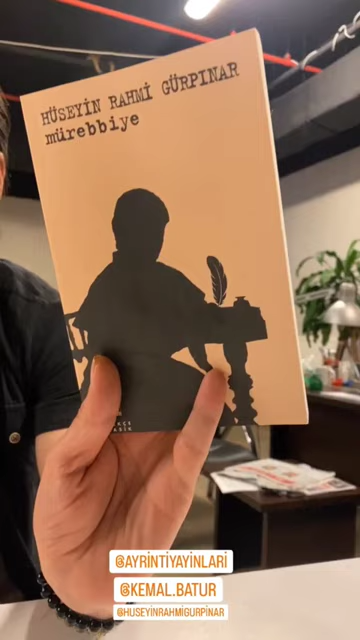 HÜSEYİN RAHMİ GÜRPINAR
mürebbiye
@AYRINTIYAYINLARI
@KEMAL.BATUR
@HUSEYINRAHMIGURPINAR